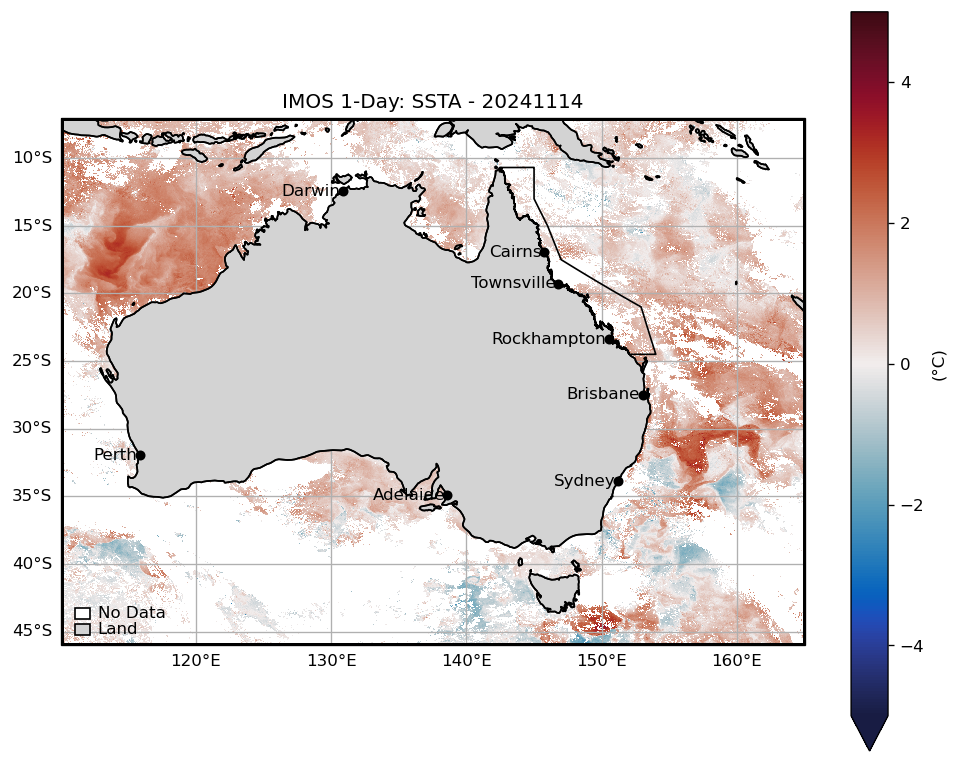 IMOS 1-Day: SSTA - 20241114
10°S
15°S
20°S
25°S
30°S
35°S
40°S
45°S
Darwin
Cairns
Townsville
Rockhampton
Brisbane
Perth
Sydney
Adelaide
No Data
Land
120°E 130°E 140°E 150°E 160°E
4
2
0
−2
−4
(°C)